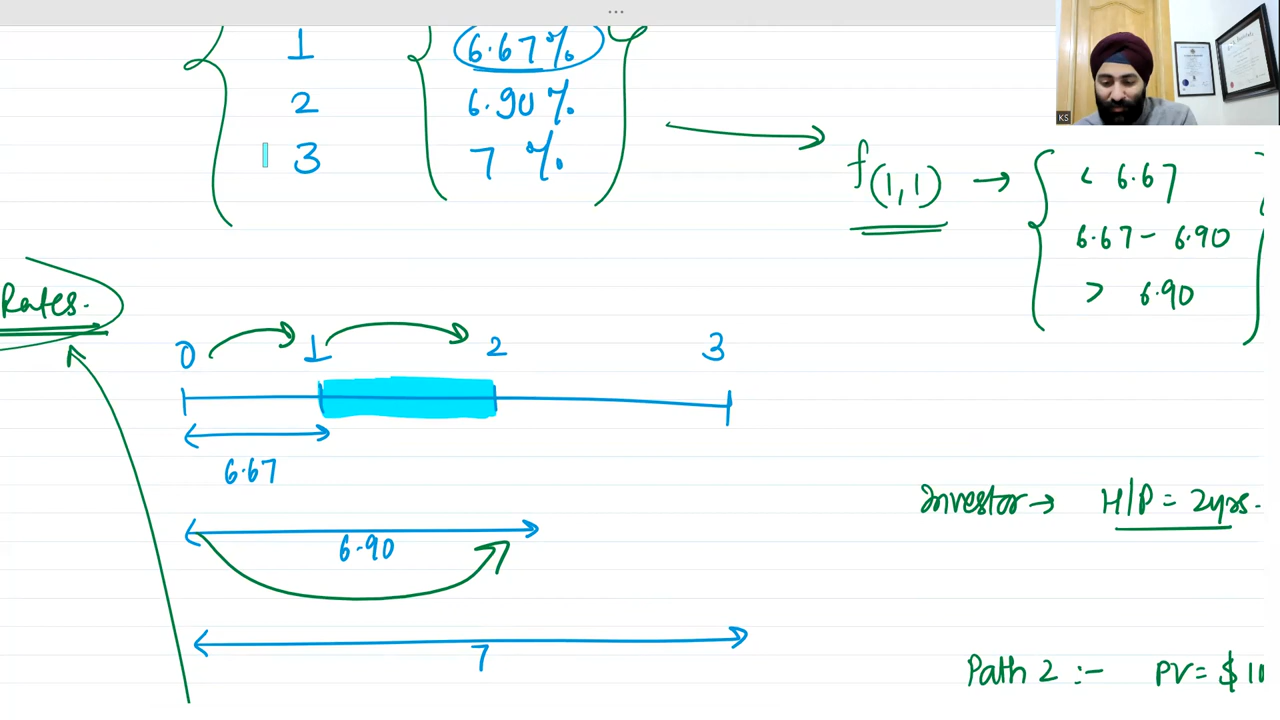 1 6.67%
2 6.90%
3 7%
f(1,1) → < 6.67
6.67 - 6.90
> 6.90
Rates.
0 1 2 3
6.67
6.90
7
Investor → H/P = 2yrs.
Path 2 :- PV= $10
KS